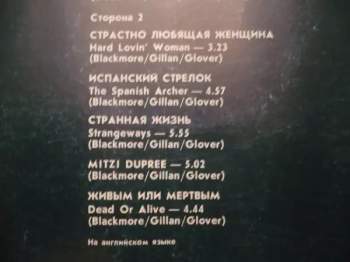 Сторона 2
СТРАСТНО ЛЮБЯЩАЯ ЖЕНЩИНА
Hard Lovin' Woman — 3.23
(Blackmore/Gillan/Glover)
ИСПАНСКИЙ СТРЕЛОК
The Spanish Archer — 4.57
(Blackmore/Gillan/Glover)
СТРАННАЯ ЖИЗНЬ
Strangeways — 5.55
(Blackmore/Gillan/Glover)
MITZI DUPREE — 5.02
(Blackmore/Gillan/Glover)
ЖИВЫМ ИЛИ МЕРТВЫМ
Dead Or Alive — 4.44
(Blackmore/Gillan/Glover)
На английском языке